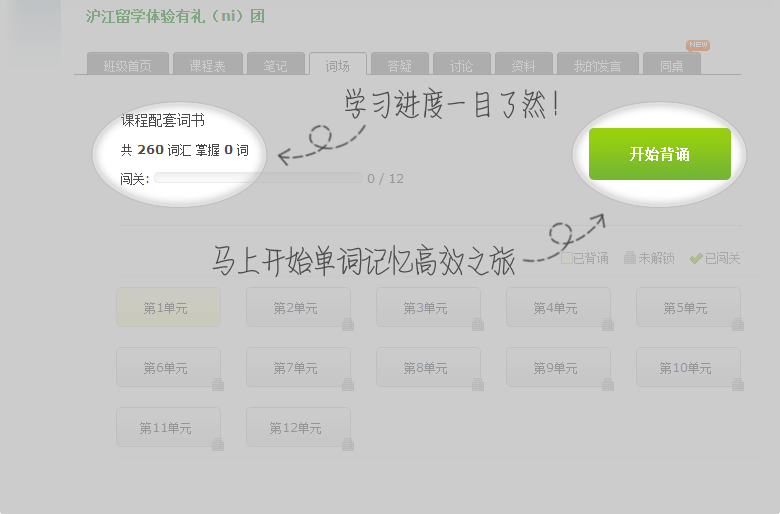 沪江留学体验有礼（ni）团
NEW
班级首页 课程表 笔记 词场 答疑 讨论 资料 我的发言 同桌
学习进度一目了然！
课程配套词书
共 260 词汇 掌握 0 词
开始背诵
闯关: 0 / 12
马上开始单词记忆高效之旅
已背诵 未解锁 已闯关
第1单元 第2单元 第3单元 第4单元 第5单元
第6单元 第7单元 第8单元 第9单元 第10单元
第11单元 第12单元